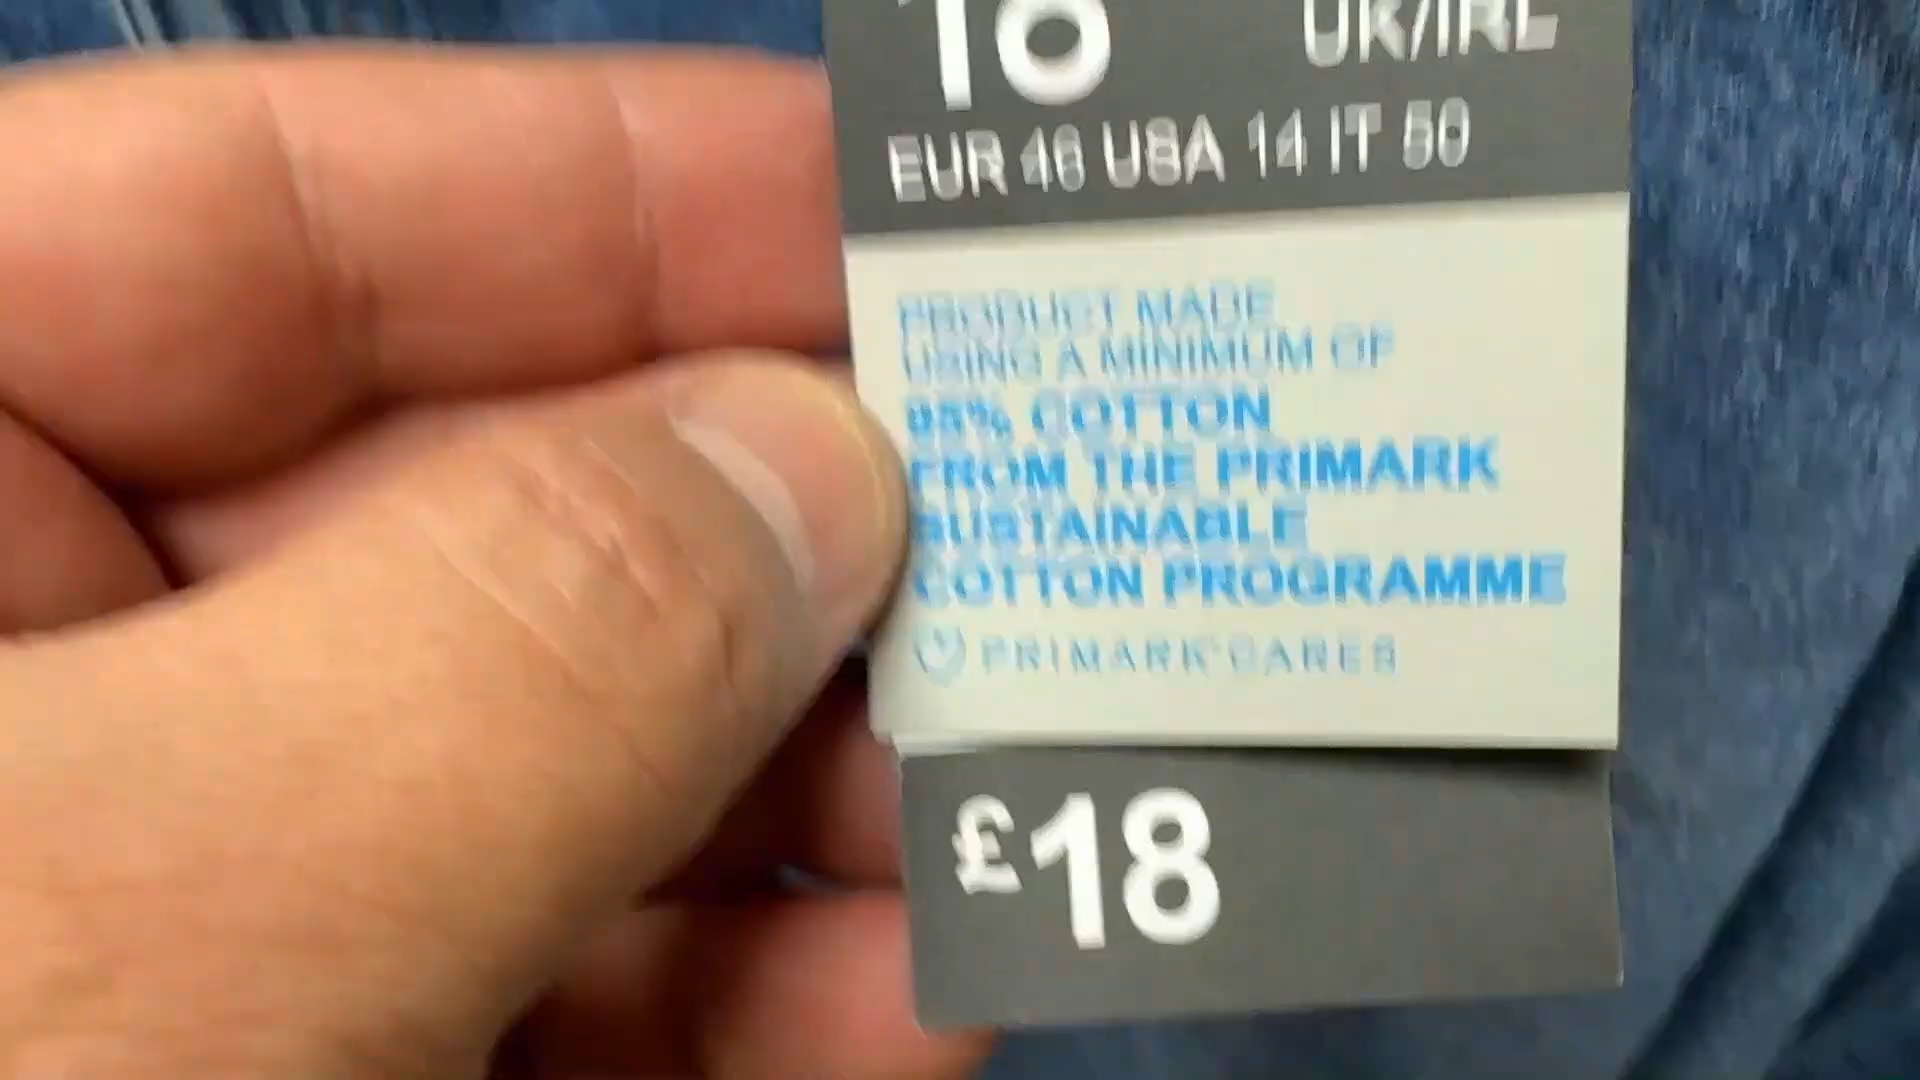 18 UK/IRL
EUR 46 USA 14 IT 50
PRODUCT MADE
USING A MINIMUM OF
COTTON
FROM THE PRIMARK
SUSTAINABLE
COTTON PROGRAMME
PRIMARK CARES
£18